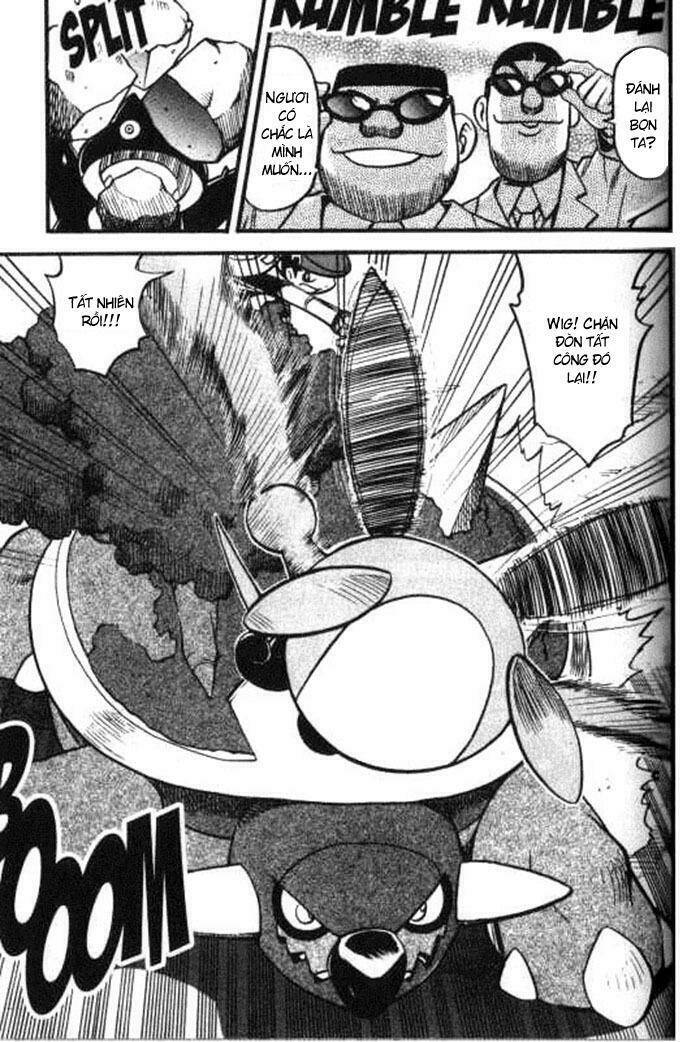 RUMBLE RUMBLE
SPLIT
ĐÁNH
LẠI
BỌN
TA?
NGƯƠI
CÓ
CHẮC LÀ
MÌNH
MUỐN...
WIG! CHẶN
ĐÒN TẤT
CÔNG ĐÓ
LẠI!!
TẤT NHIÊN
RỒI!!!
BOOOM